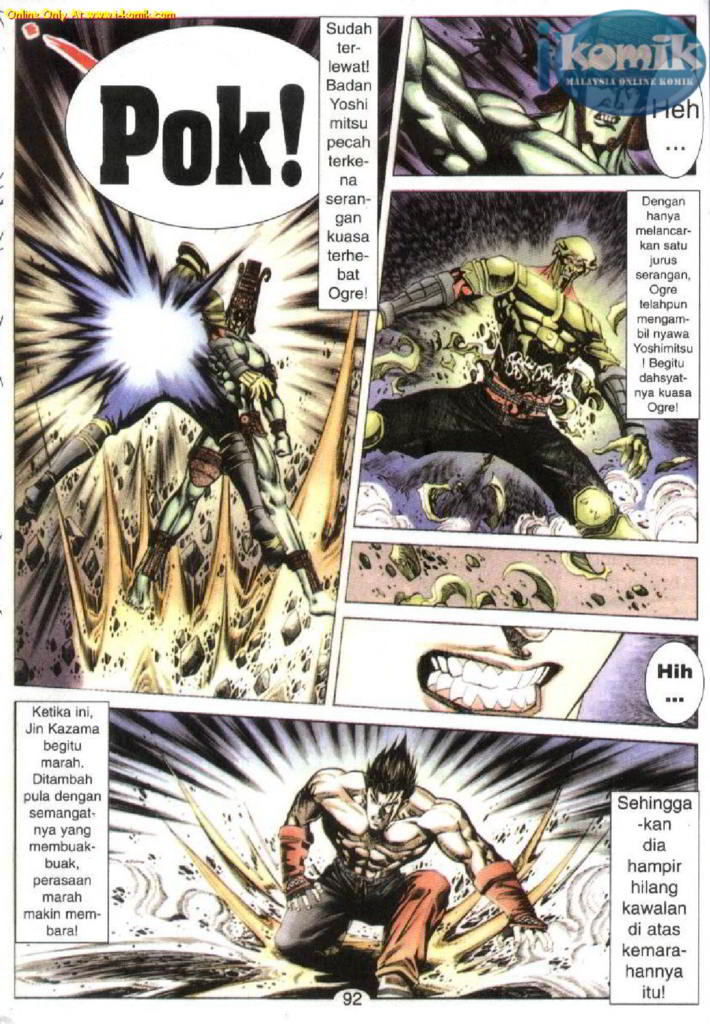 Online Only At www.i-komik.com
ikomik
MALAYSIA ONLINE KOMIK
Pok!
Sudah
ter-
lewat!
Badan
Yoshi
mitsu
pecah
terke-
na
seran-
gan
kuasa
terhe-
bat
Ogre!
Heh
...
Dengan
hanya
melancar-
kan satu
jurus
serangan,
Ogre
telahpun
mengam-
bil nyawa
Yoshimitsu
! Begitu
dahsyat-
nya kuasa
Ogre!
Hih
...
Ketika ini,
Jin Kazama
begitu
marah.
Ditambah
pula dengan
semangat-
nya yang
membuak-
buak,
perasaan
marah
makin mem-
bara!
Sehingga
-kan
dia
hampir
hilang
kawalan
di atas
kemara-
hannya
itu!
92